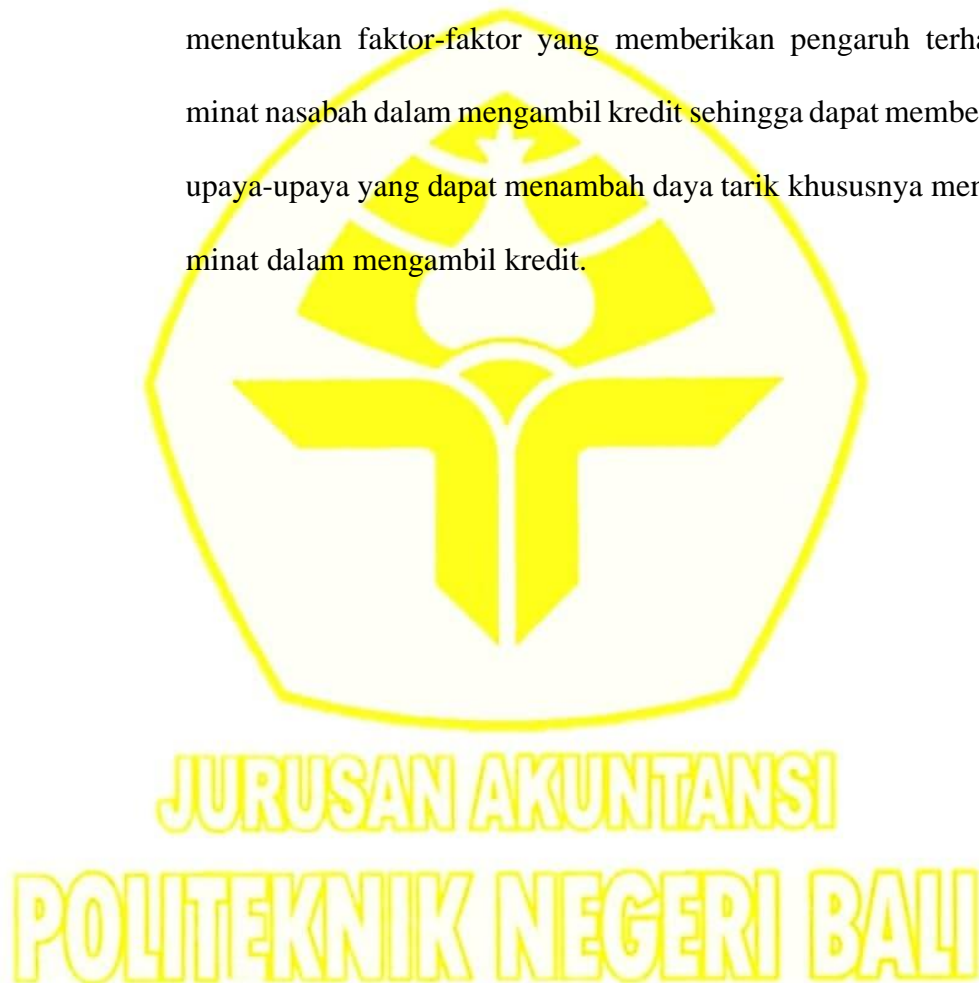 menentukan faktor-faktor yang memberikan pengaruh terha
minat nasabah dalam mengambil kredit sehingga dapat membe
upaya-upaya yang dapat menambah daya tarik khususnya mer
minat dalam mengambil kredit.
JURUSAN AKUNTANSI
POLITEKNIK NEGERI BALI